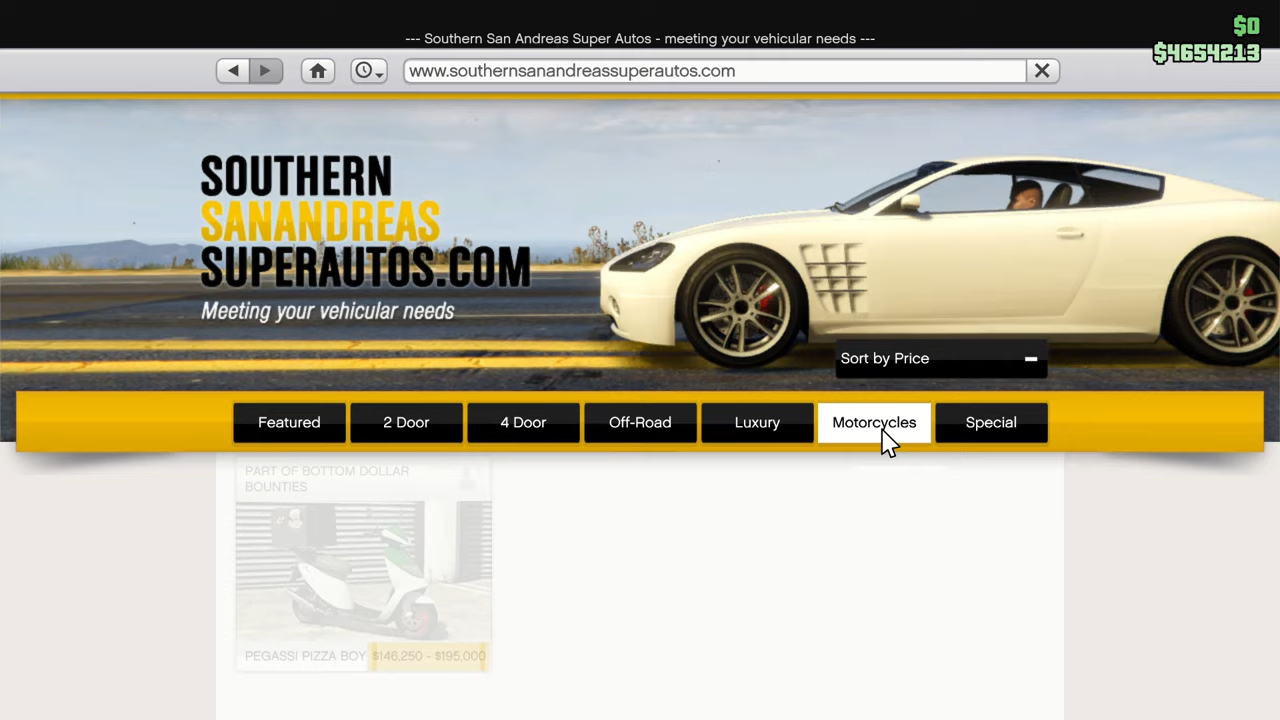 $0
--- Southern San Andreas Super Autos - meeting your vehicular needs ---
$4654213
www.southernsanandreassuperautos.com
SOUTHERN
SANANDREAS
SUPERAUTOS.COM
Meeting your vehicular needs
Sort by Price
Featured
2 Door
4 Door
Off-Road
Luxury
Motorcycles
Special
PART OF BOTTOM DOLLAR
BOUNTIES
PEGASSI PIZZA BOY $146,250 - $195,000